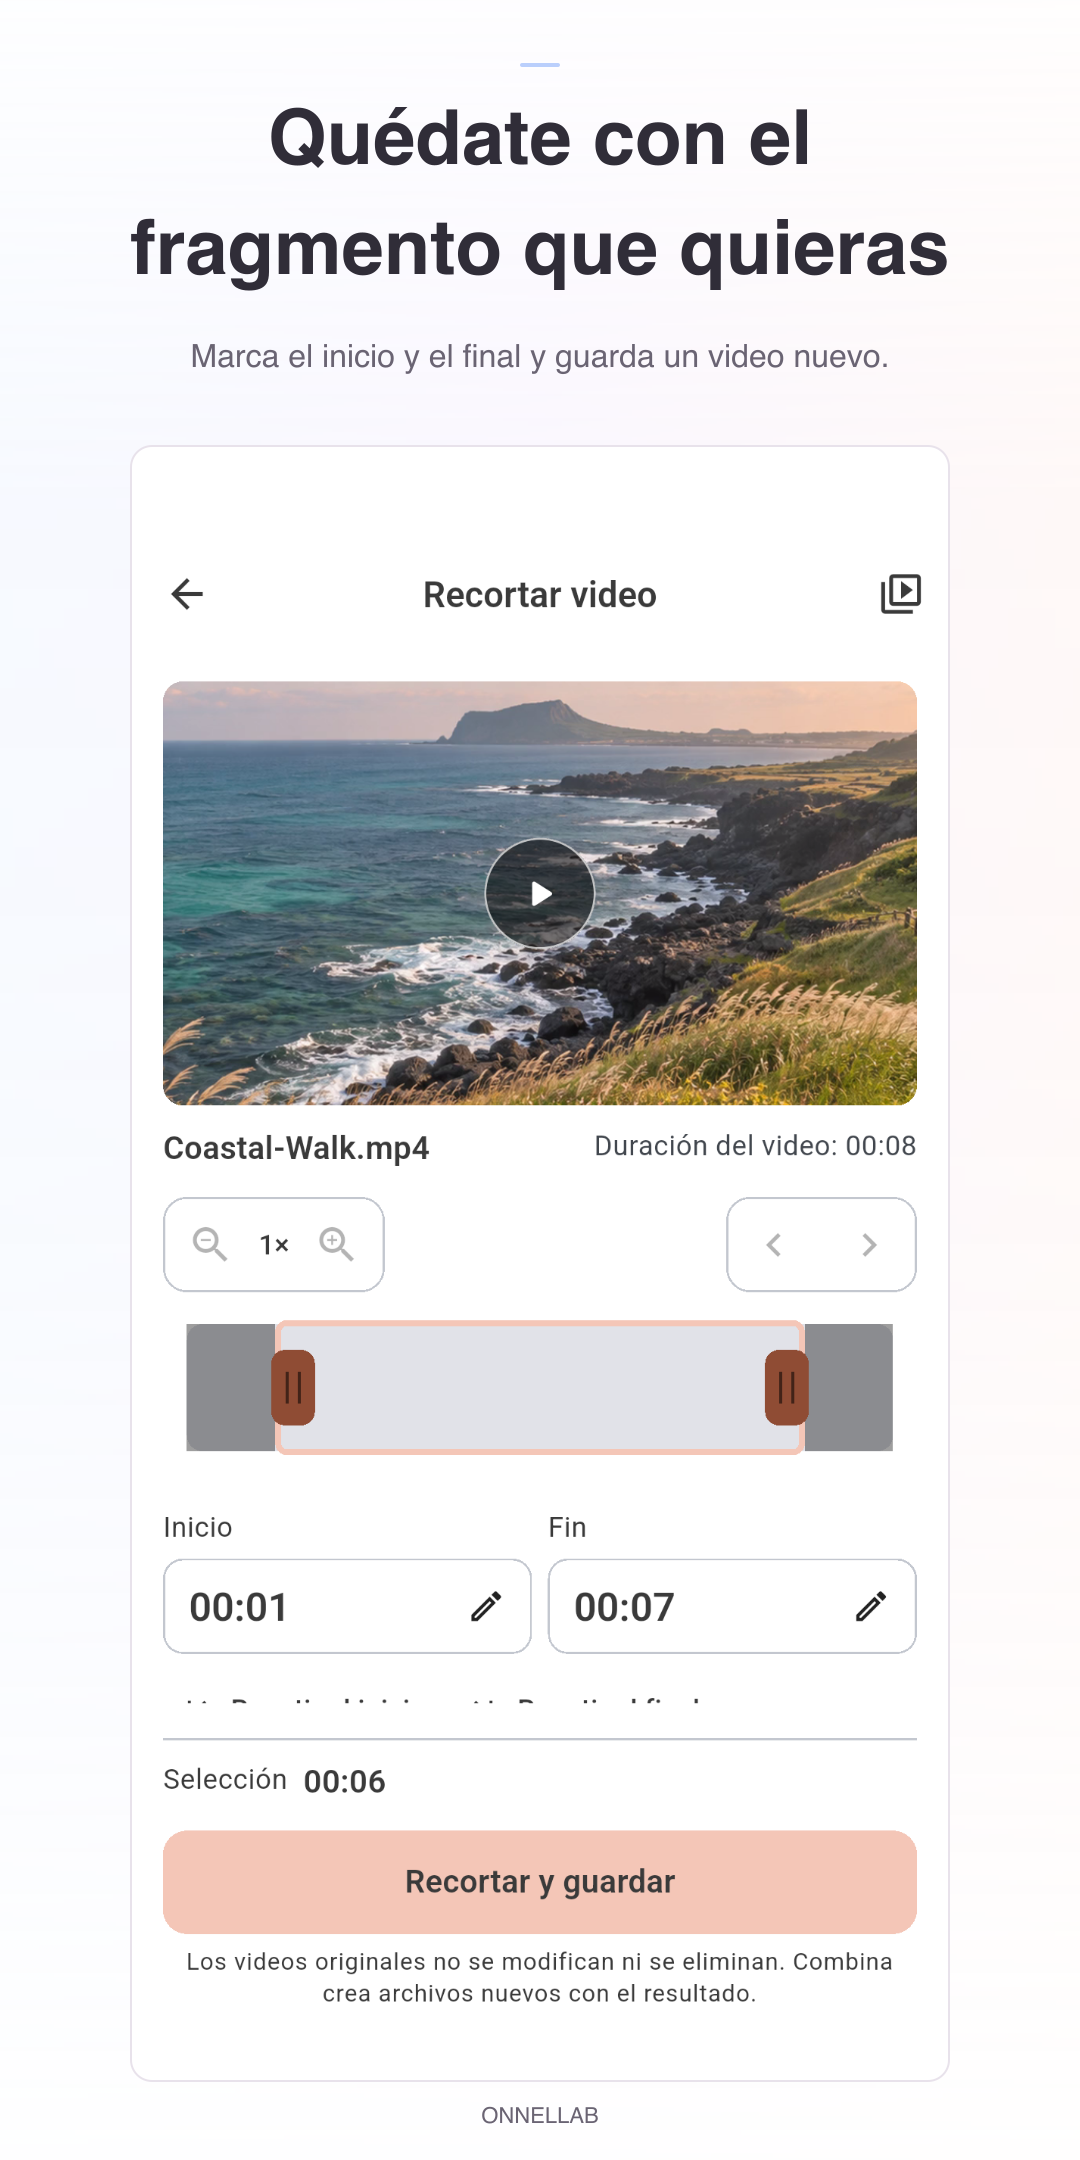 Quédate con el
fragmento que quieras
Marca el inicio y el final y guarda un video nuevo.
Recortar video
Coastal-Walk.mp4
Duración del video: 00:08
1×
Inicio
Fin
00:01
00:07
Selección 00:06
Recortar y guardar
Los videos originales no se modifican ni se eliminan. Combina
crea archivos nuevos con el resultado.
ONNELLAB